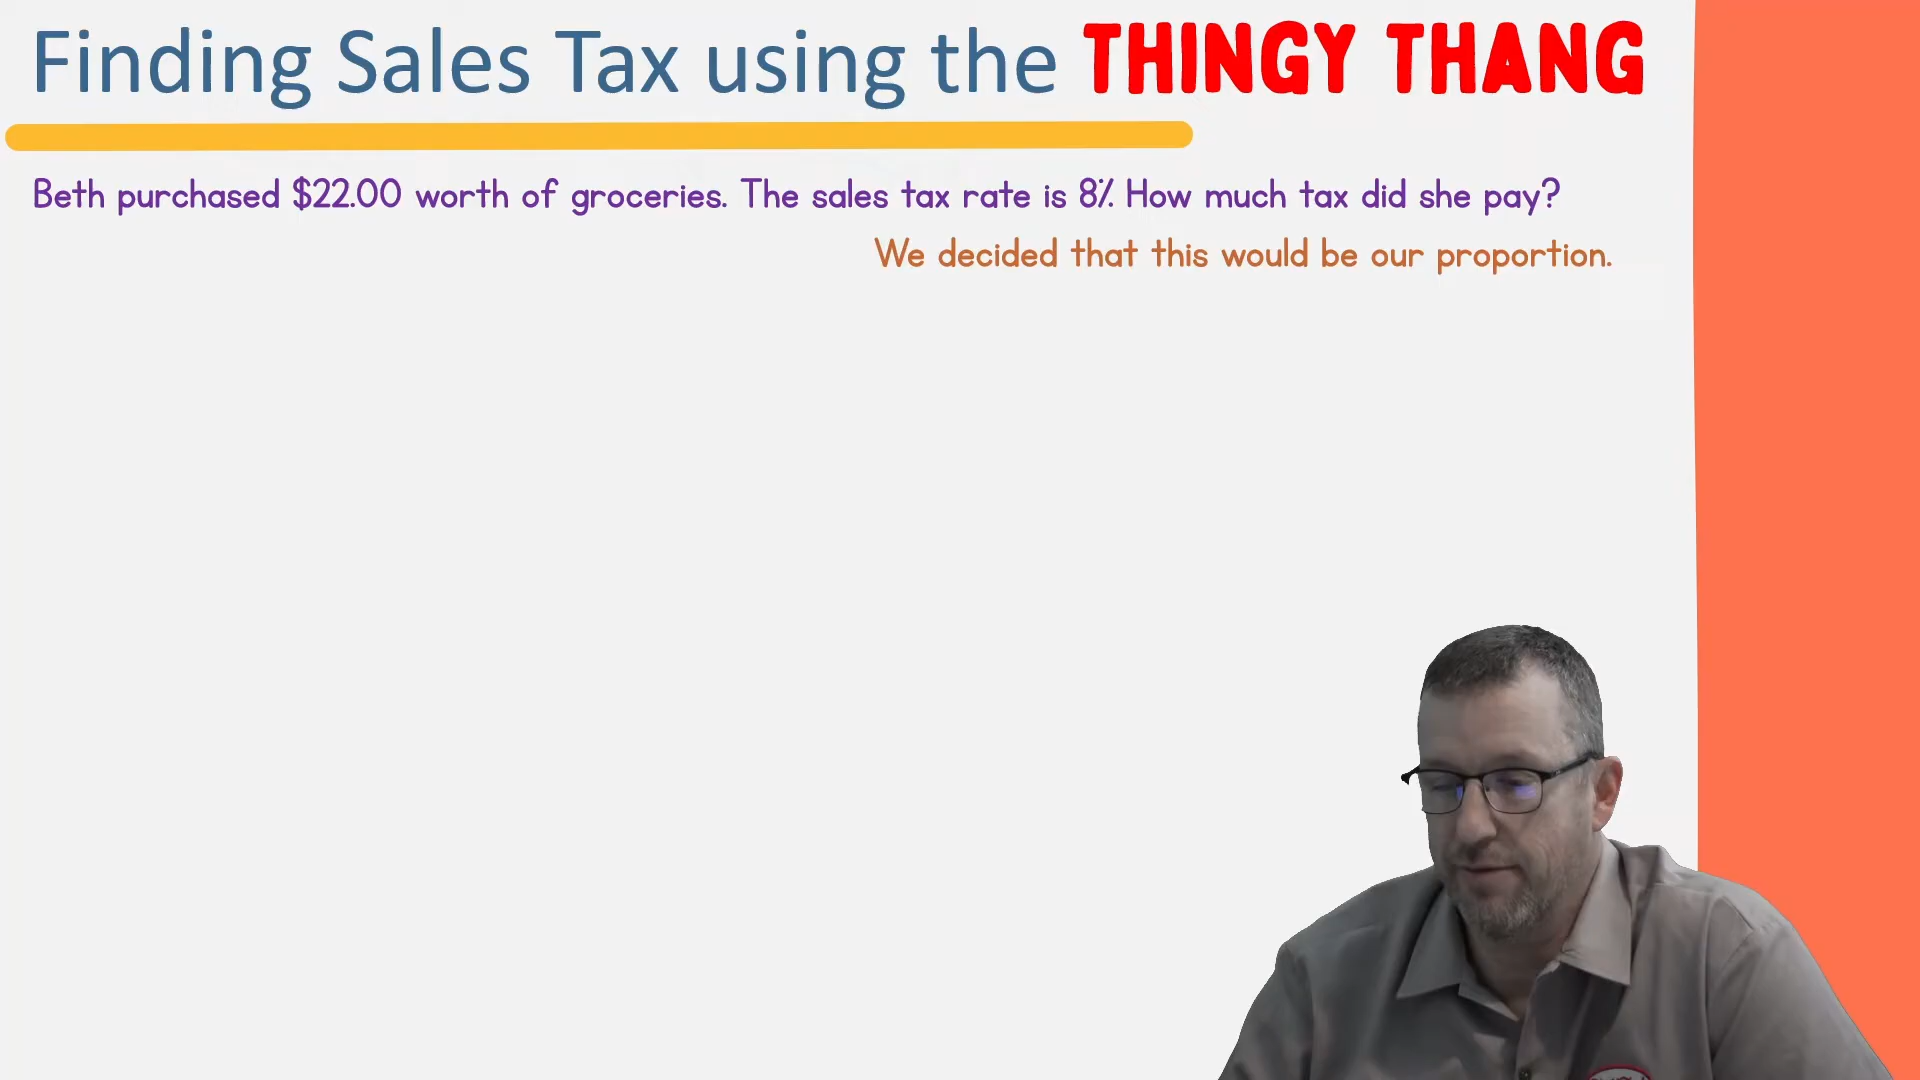 Finding Sales Tax using the THINGY THANG
Beth purchased $22.00 worth of groceries. The sales tax rate is 8%. How much tax did she pay?
We decided that this would be our proportion.